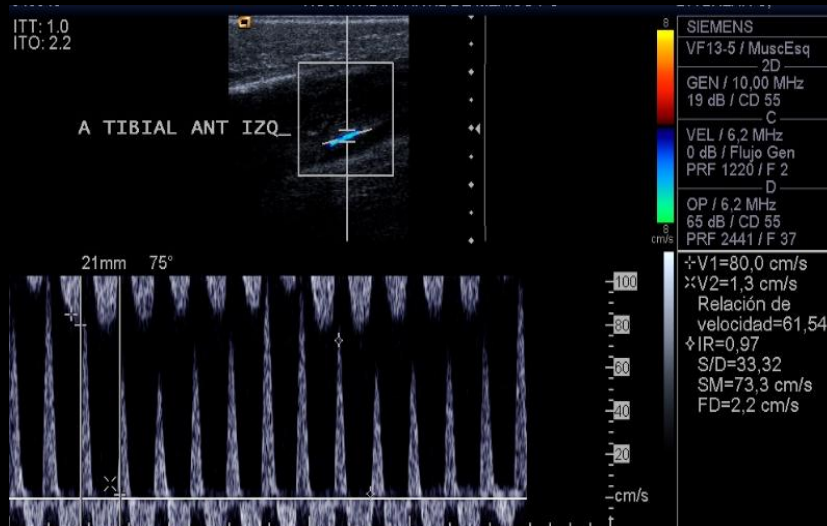 ITT: 1.0
ITO: 2.2
A TIBIAL ANT IZQ_
8
8
cm/s
SIEMENS
VF13-5 / MuscEsq
2D
GEN / 10,00 MHz
19 dB / CD 55
C
VEL / 6,2 MHz
0 dB / Flujo Gen
PRF 1220 / F 2
D
OP / 6,2 MHz
65 dB / CD 55
PRF 2441 / F 37
21mm 75°
100
80
60
40
20
cm/s
V1=80,0 cm/s
V2=1,3 cm/s
Relación de
velocidad=61,54
IR=0,97
S/D=33,32
SM=73,3 cm/s
FD=2,2 cm/s